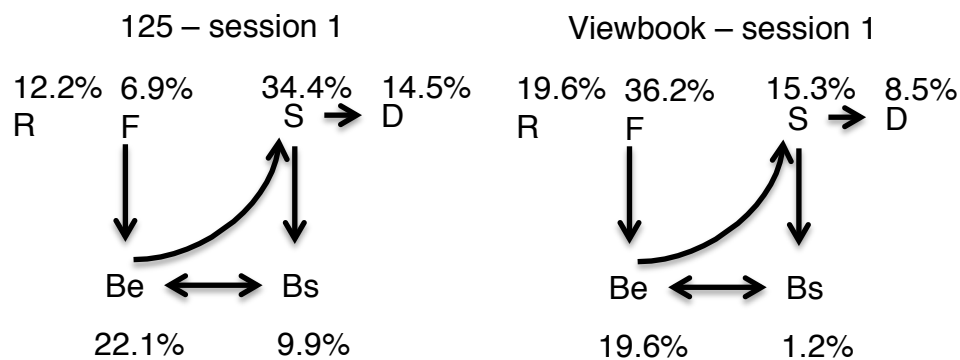 125 – session 1
12.2% 6.9% 34.4% 14.5%
R F S D
Be Bs
22.1% 9.9%
Viewbook – session 1
19.6% 36.2% 15.3% 8.5%
R F S D
Be Bs
19.6% 1.2%